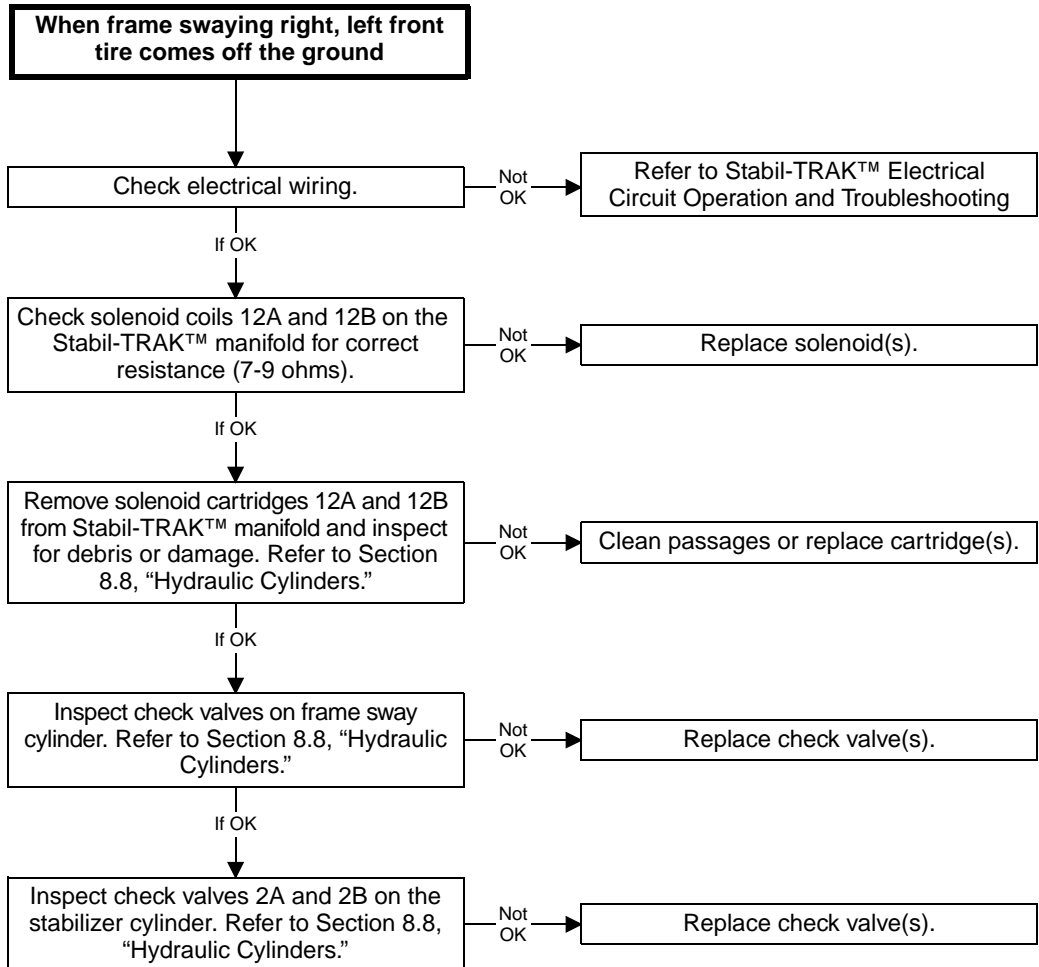 When frame swaying right, left front
tire comes off the ground
Check electrical wiring.
Not
OK
Refer to Stabil-TRAK™ Electrical
Circuit Operation and Troubleshooting
If OK
Check solenoid coils 12A and 12B on the
Stabil-TRAK™ manifold for correct
resistance (7-9 ohms).
Not
OK
Replace solenoid(s).
If OK
Remove solenoid cartridges 12A and 12B
from Stabil-TRAK™ manifold and inspect
for debris or damage. Refer to Section
8.8, “Hydraulic Cylinders.”
Not
OK
Clean passages or replace cartridge(s).
If OK
Inspect check valves on frame sway
cylinder. Refer to Section 8.8, “Hydraulic
Cylinders.”
Not
OK
Replace check valve(s).
If OK
Inspect check valves 2A and 2B on the
stabilizer cylinder. Refer to Section 8.8,
“Hydraulic Cylinders.”
Not
OK
Replace check valve(s).